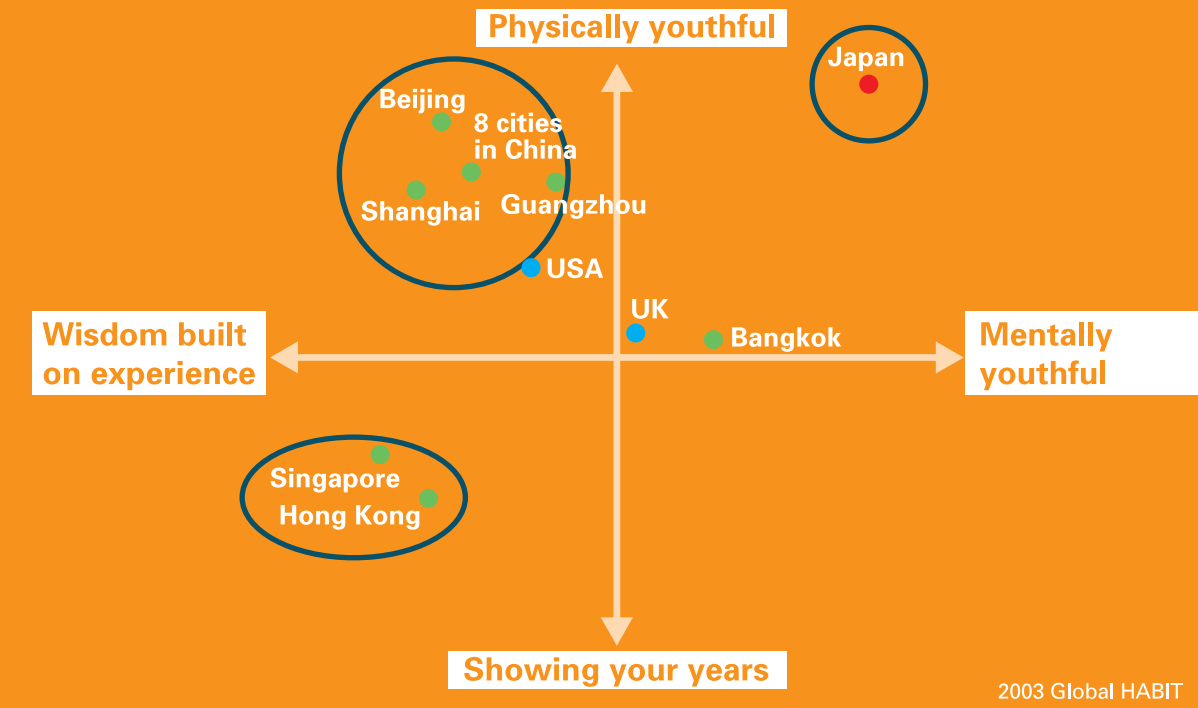 Physically youthful
Japan
Beijing
8 cities
in China
Shanghai
Guangzhou
USA
UK
Bangkok
Wisdom built
on experience
Mentally
youthful
Singapore
Hong Kong
Showing your years
2003 Global HABIT